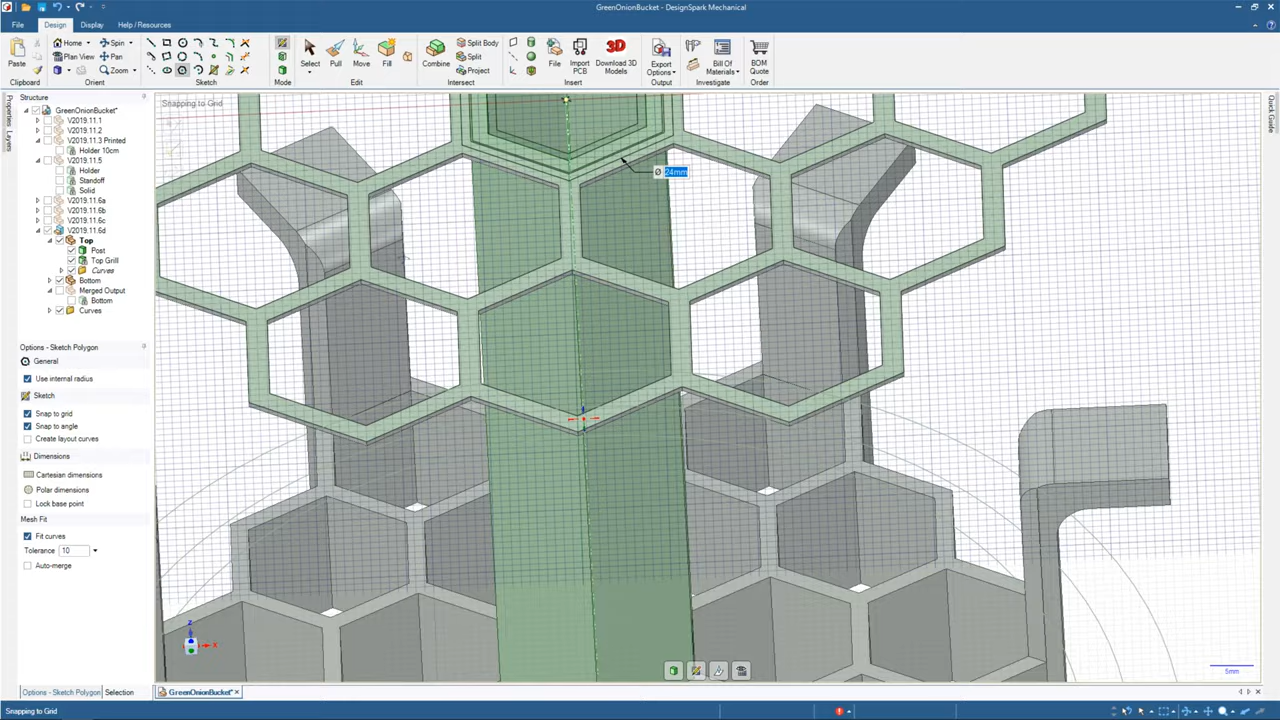 GreenOnionBucket - DesignSpark Mechanical
File Design Display Help / Resources
Paste
Home Spin
Plan View Pan
Zoom
Orient
Clipboard
Sketch
Mode
Select Pull Move Fill
Edit
Combine
Split Body
Split
Project
Intersect
File Import PCB Download 3D Models
Insert
Export Options
Output
Bill Of Materials
Investigate
BOM Quote
Order
Structure
Properties
Layers
Quick Guide
GreenOnionBucket*
V2019.11.1
V2019.11.2
V2019.11.3 Printed
Holder 10cm
V2019.11.5
Holder
Standoff
Solid
V2019.11.6a
V2019.11.6b
V2019.11.6c
V2019.11.6d
Top
Post
Top Grill
Curves
Bottom
Merged Output
Bottom
Curves
Options - Sketch Polygon
General
Use internal radius
Sketch
Snap to grid
Snap to angle
Create layout curves
Dimensions
Cartesian dimensions
Polar dimensions
Lock base point
Mesh Fit
Fit curves
Tolerance 10
Auto-merge
Options - Sketch Polygon Selection
Snapping to Grid
Ø 24mm
Z
X
5mm
GreenOnionBucket*
Snapping to Grid